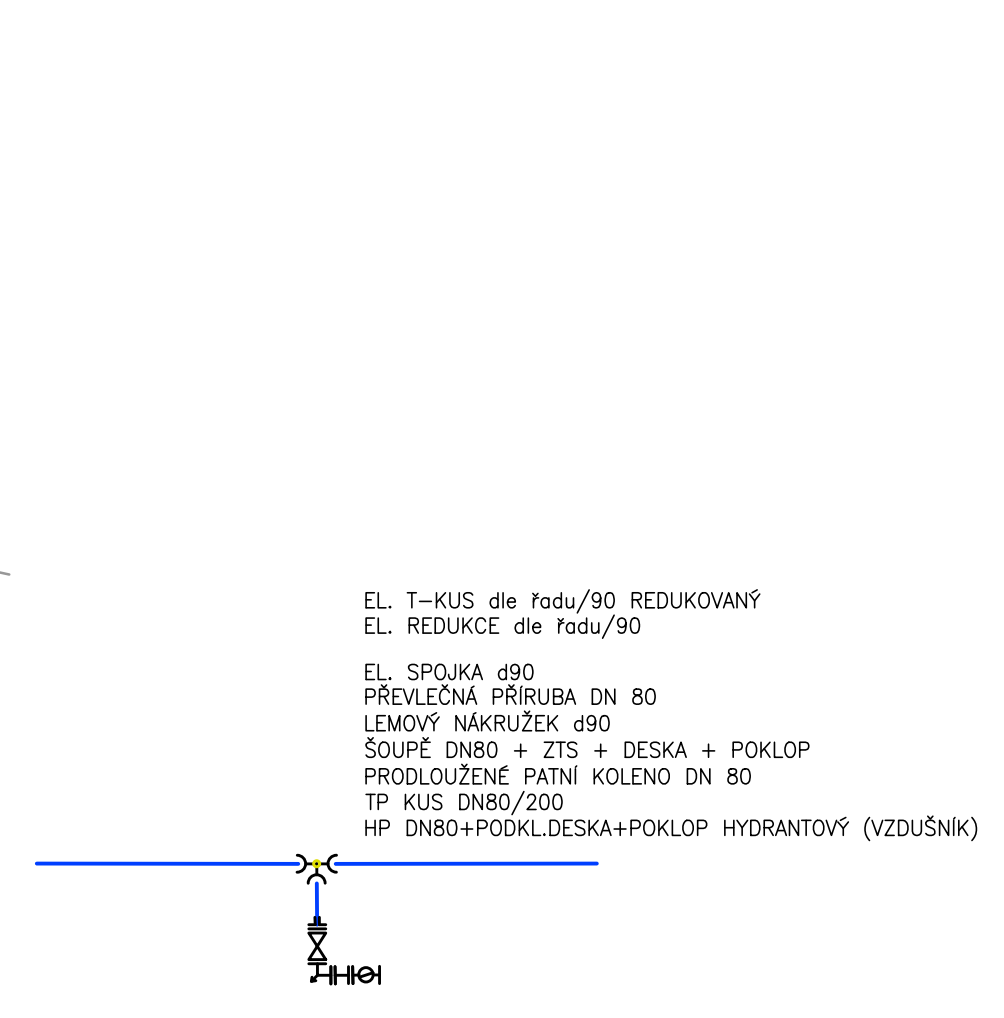 EL. T-KUS dle řadu/90 REDUKOVANÝ
EL. REDUKCE dle řadu/90
EL. SPOJKA d90
PŘEVLEČNÁ PŘÍRUBA DN 80
LEMOVÝ NÁKRUŽEK d90
ŠOUPĚ DN80 + ZTS + DESKA + POKLOP
PRODLOUŽENÉ PATNÍ KOLENO DN 80
TP KUS DN80/200
HP DN80+PODKL.DESKA+POKLOP HYDRANTOVÝ (VZDUŠNÍK)